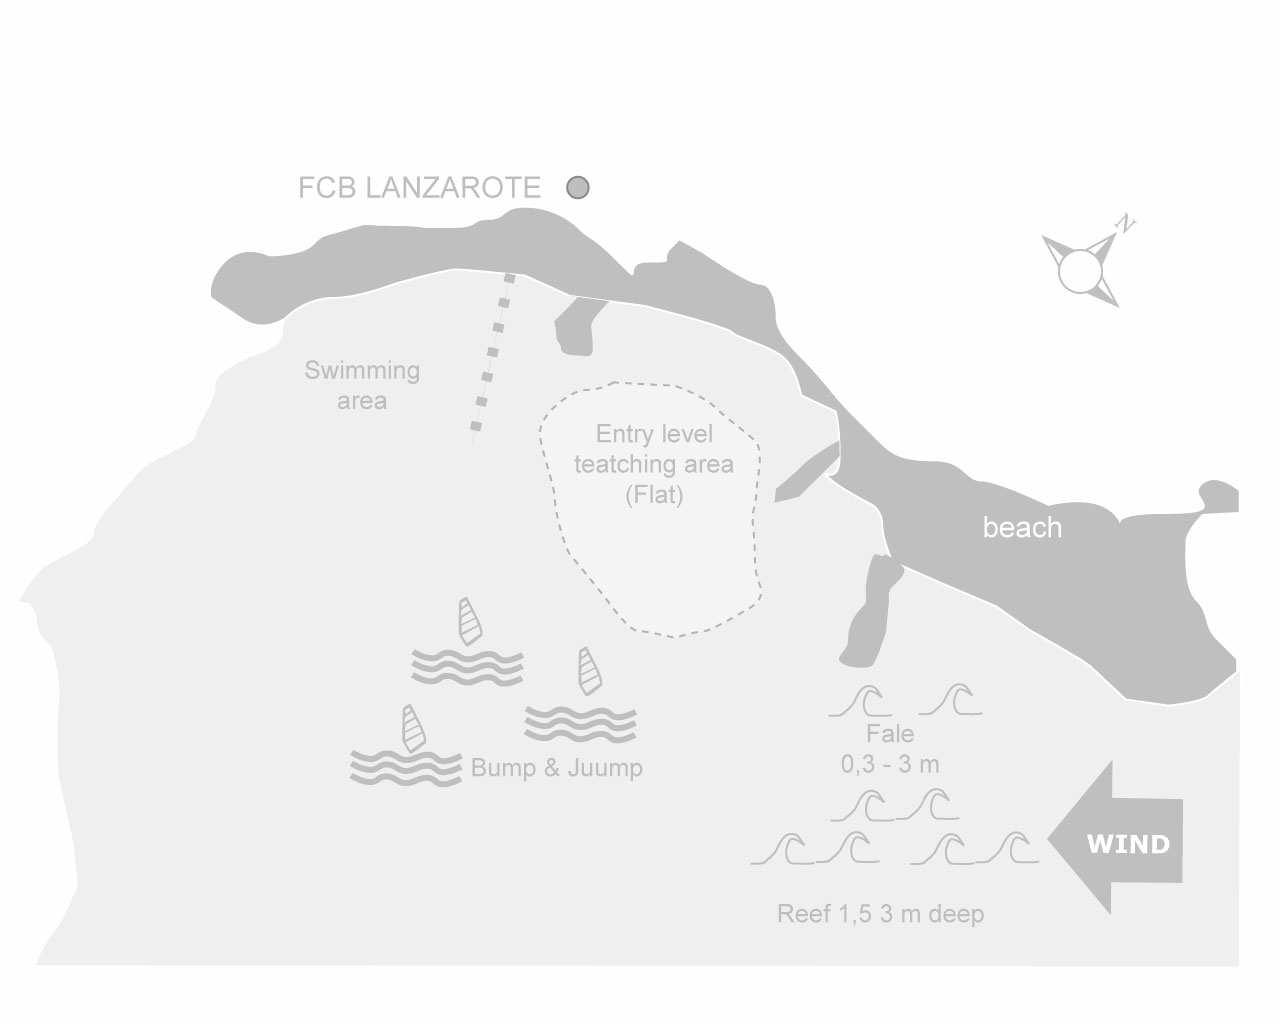 FCB LANZAROTE
N
Swimming
area
Entry level
teatching area
(Flat)
beach
Bump & Juump
Fale
0,3 - 3 m
WIND
Reef 1,5 3 m deep